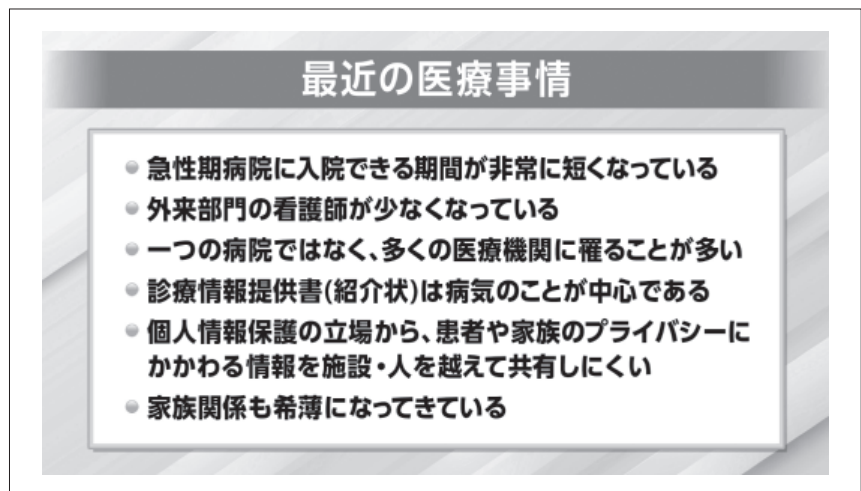 最近の医療事情
● 急性期病院に入院できる期間が非常に短くなっている
● 外来部門の看護師が少なくなっている
● 一つの病院ではなく、多くの医療機関に罹ることが多い
● 診療情報提供書(紹介状)は病気のことが中心である
● 個人情報保護の立場から、患者や家族のプライバシーに
かかわる情報を施設・人を越えて共有しにくい
● 家族関係も希薄になってきている